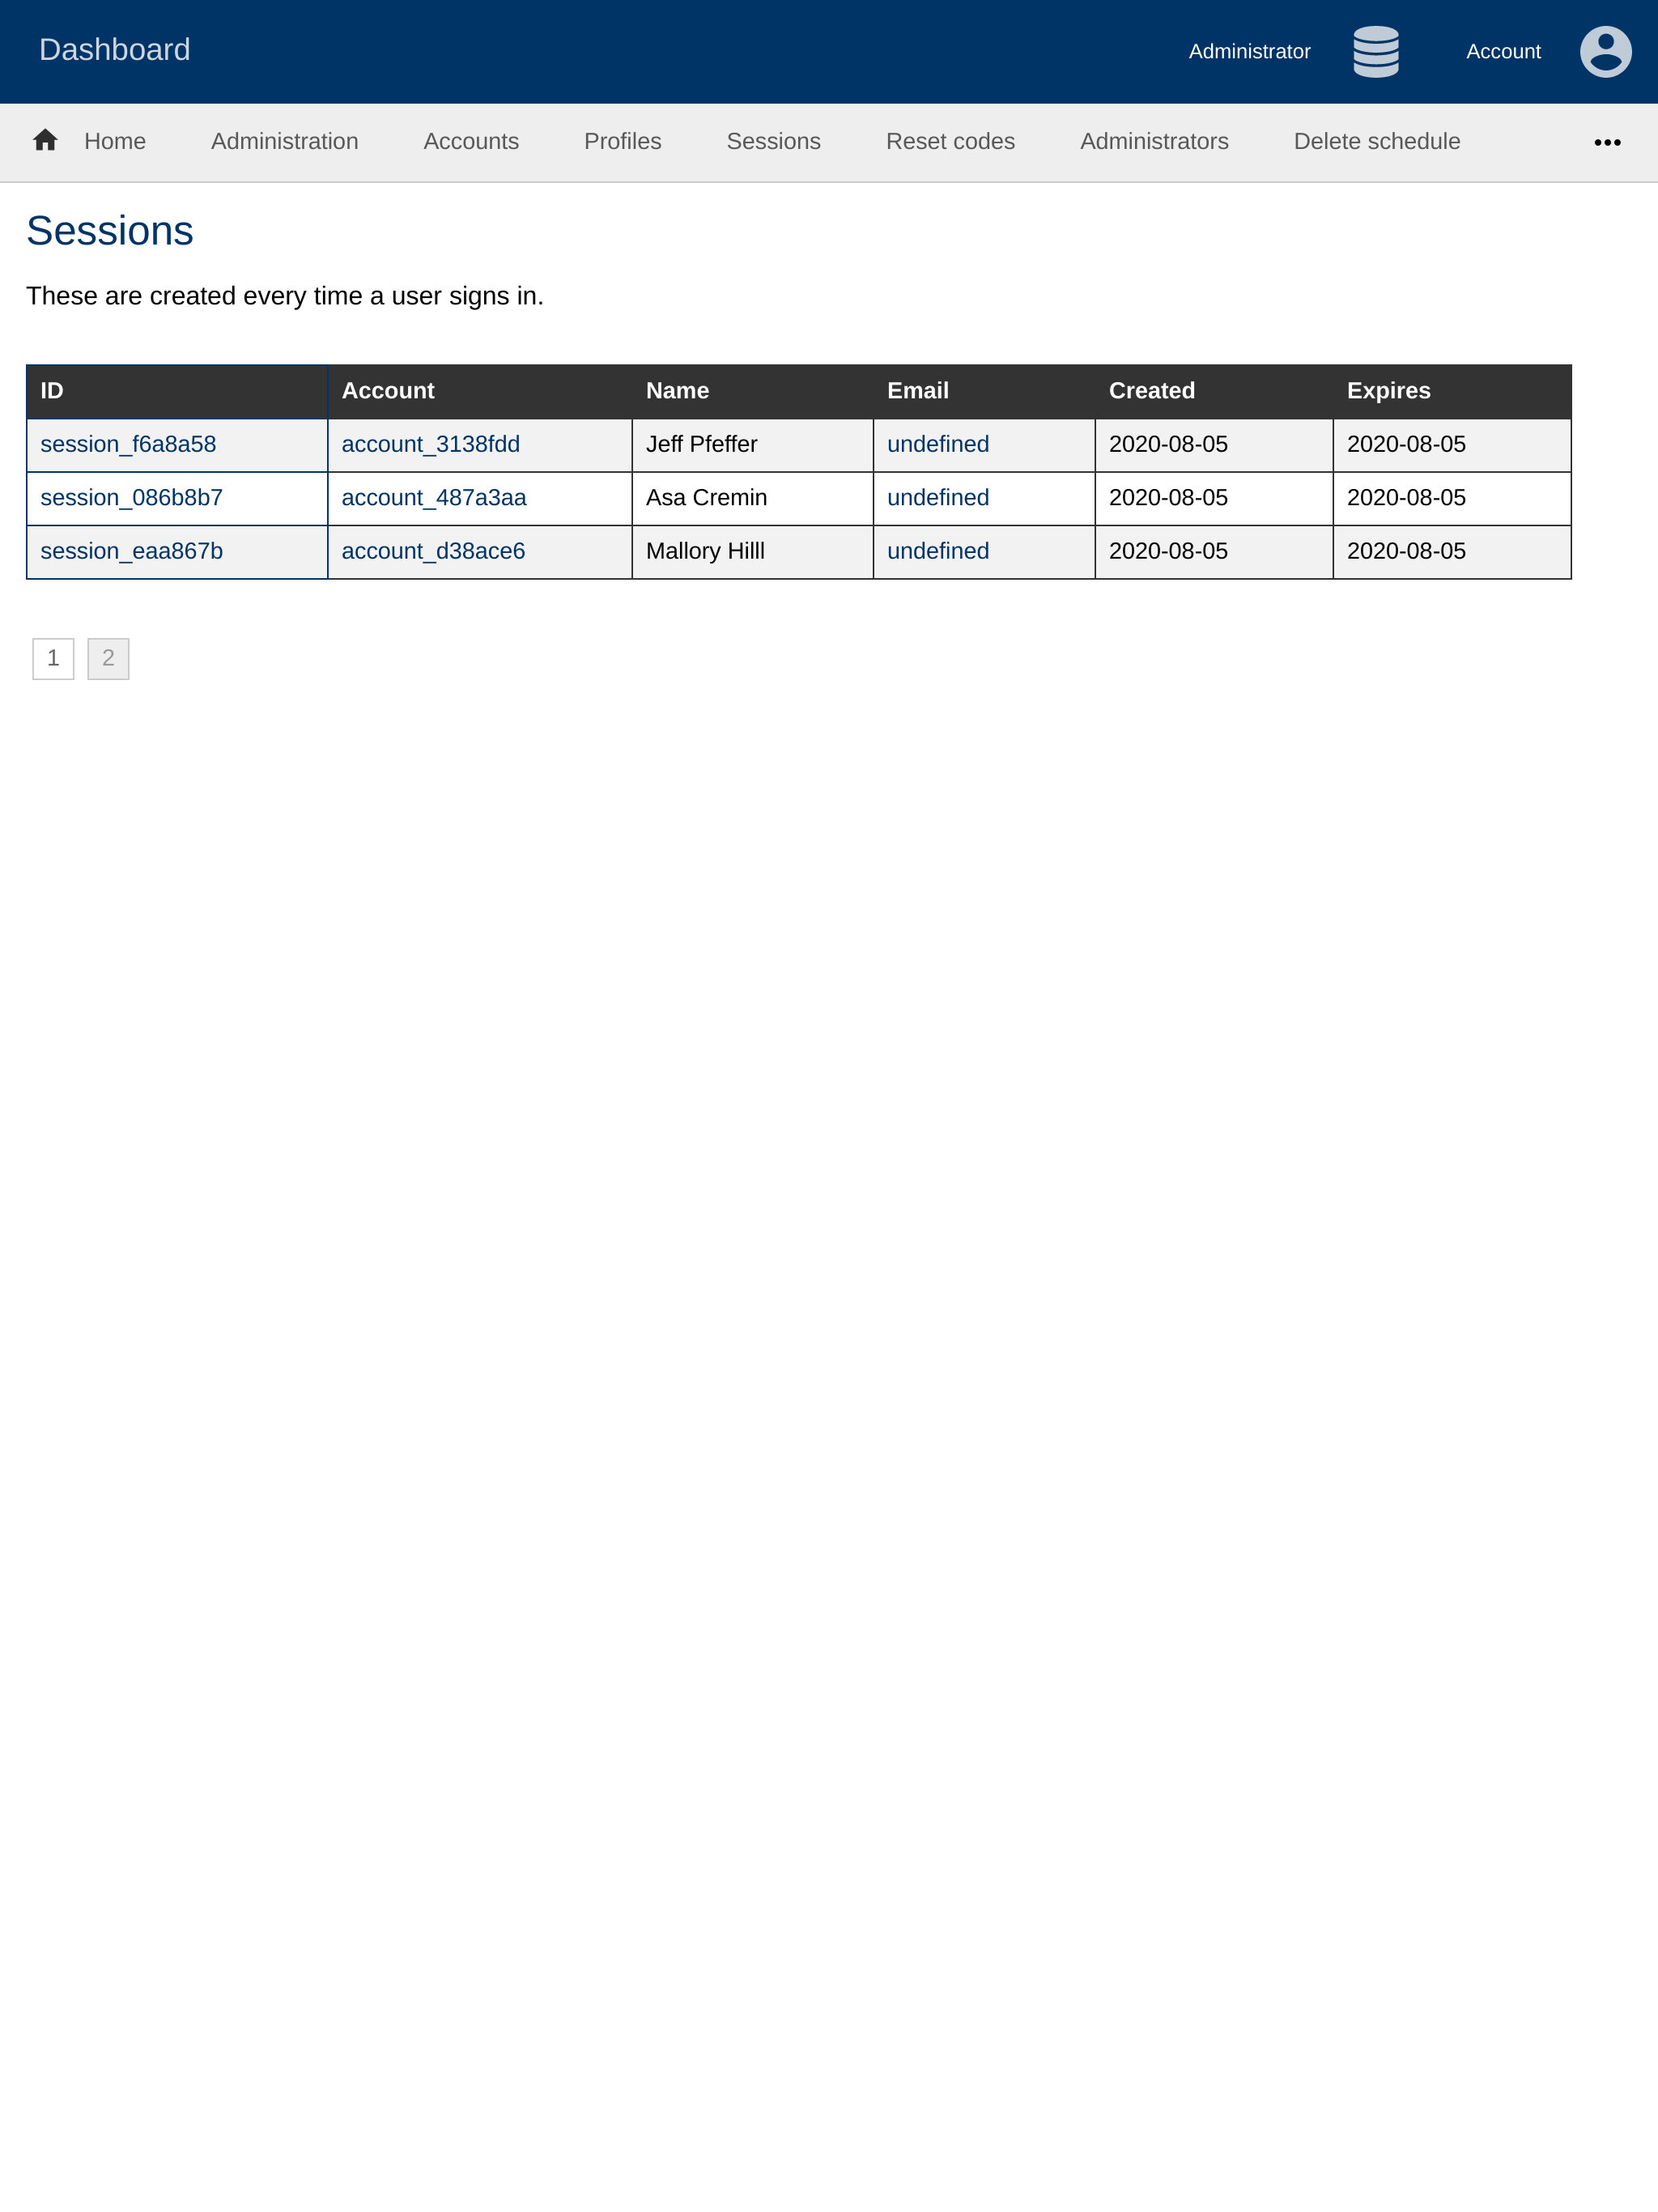 Dashboard Administrator Account
Home Administration Accounts Profiles Sessions Reset codes Administrators Delete schedule •••
Sessions
These are created every time a user signs in.
ID Account Name Email Created Expires
session_f6a8a58 account_3138fdd Jeff Pfeffer undefined 2020-08-05 2020-08-05
session_086b8b7 account_487a3aa Asa Cremin undefined 2020-08-05 2020-08-05
session_eaa867b account_d38ace6 Mallory Hilll undefined 2020-08-05 2020-08-05
1 2